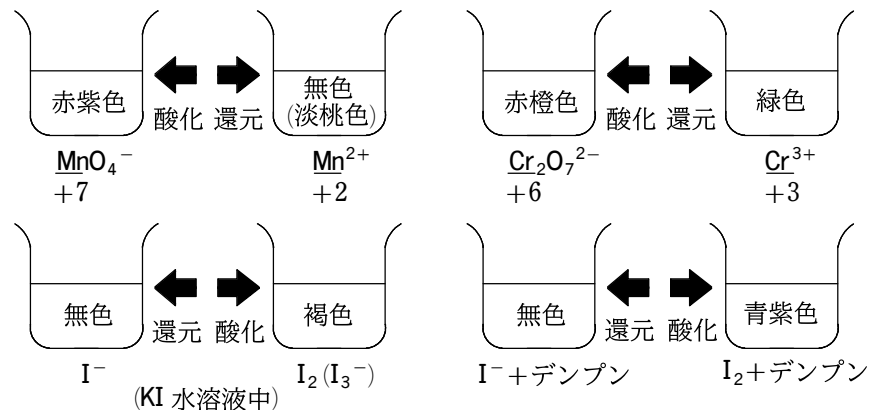 赤紫色 酸化 還元 無色(淡桃色) 赤橙色 酸化 還元 緑色
MnO₄⁻ Mn²⁺ Cr₂O₇²⁻ Cr³⁺
+7 +2 +6 +3
無色 還元 酸化 褐色 無色 還元 酸化 青紫色
I⁻ I₂(I₃⁻) I⁻+デンプン I₂+デンプン
(KI 水溶液中)